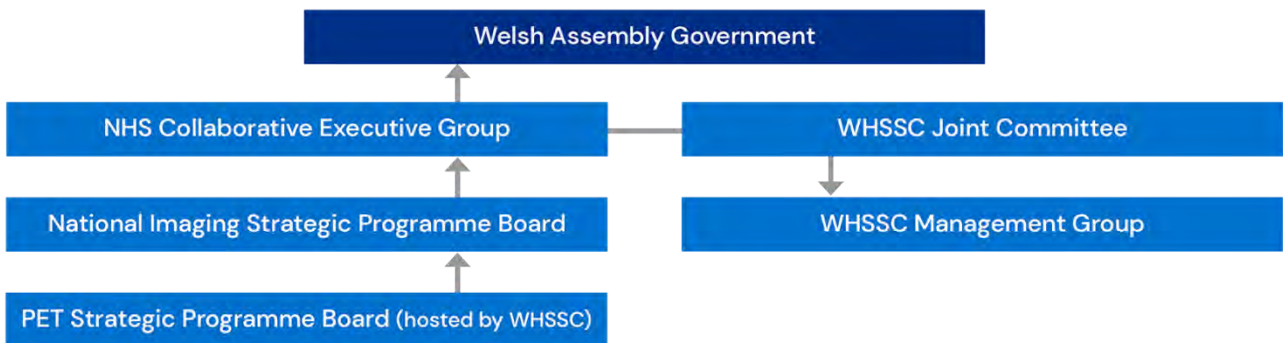 Welsh Assembly Government
NHS Collaborative Executive Group
WHSSC Joint Committee
National Imaging Strategic Programme Board
WHSSC Management Group
PET Strategic Programme Board (hosted by WHSSC)